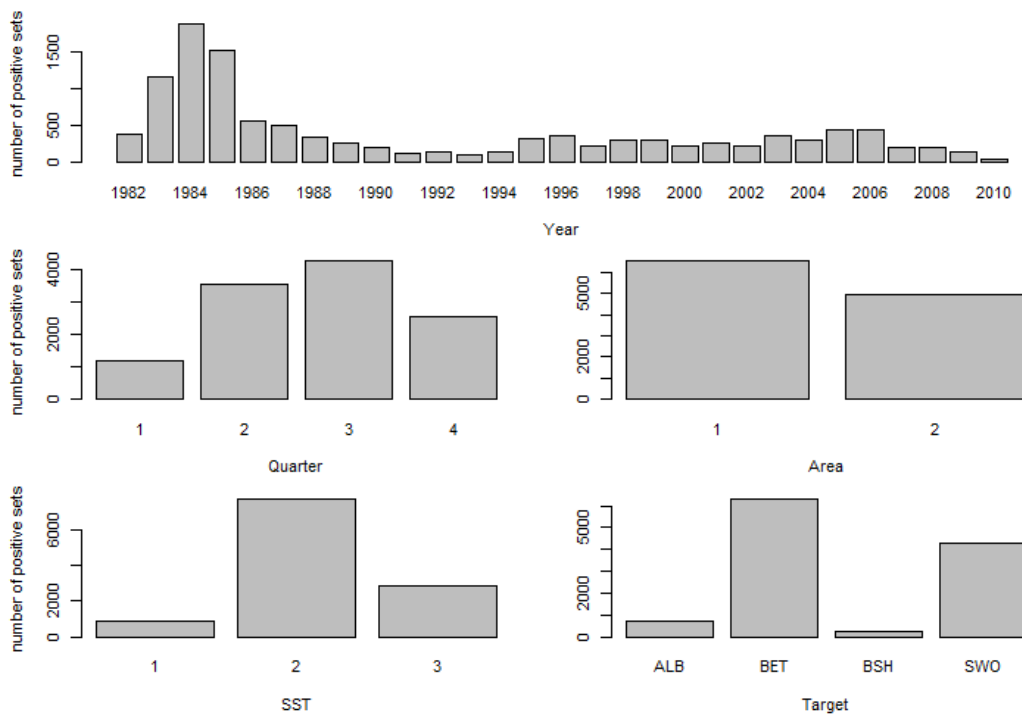 number of positive sets
1500
500
0
1982 1984 1986 1988 1990 1992 1994 1996 1998 2000 2002 2004 2006 2008 2010
Year
number of positive sets
4000
2000
0
1 2 3 4
Quarter
5000
2000
0
1 2
Area
number of positive sets
6000
2000
0
1 2 3
SST
5000
2000
0
ALB BET BSH SWO
Target